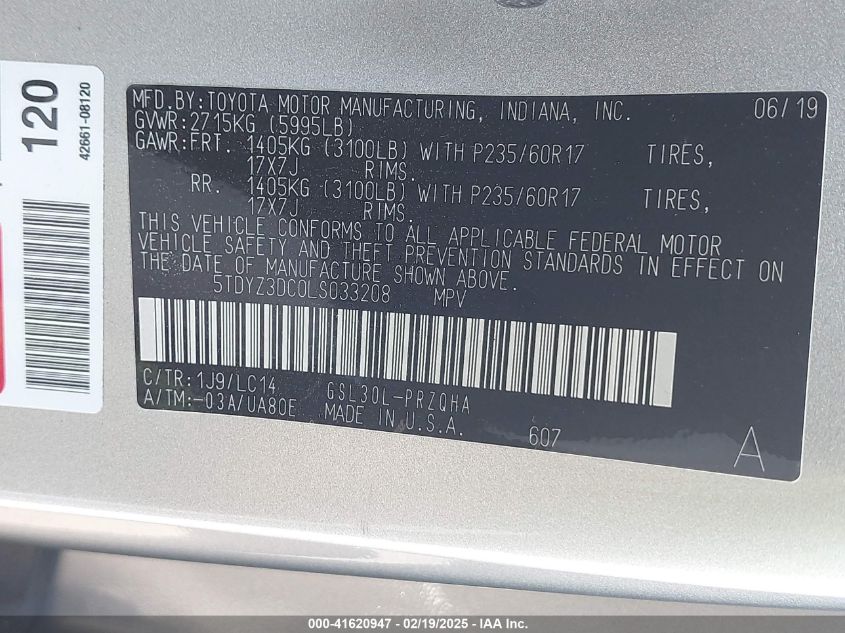 120
42661-08120
MFD.BY:TOYOTA MOTOR MANUFACTURING, INDIANA, INC. 06/19
GVWR:2715KG (5995LB)
GAWR:FRT. 1405KG (3100LB) WITH P235/60R17 TIRES,
17X7J RIMS.
RR. 1405KG (3100LB) WITH P235/60R17 TIRES,
17X7J RIMS.
THIS VEHICLE CONFORMS TO ALL APPLICABLE FEDERAL MOTOR
VEHICLE SAFETY AND THEFT PREVENTION STANDARDS IN EFFECT ON
THE DATE OF MANUFACTURE SHOWN ABOVE.
5TDYZ3DC0LS033208 MPV
C/TR:1J9/LC14 GSL30L-PRZQHA
A/TM:-03A/UA80E MADE IN U.S.A.
607
A
000-41620947 - 02/19/2025 - IAA Inc.